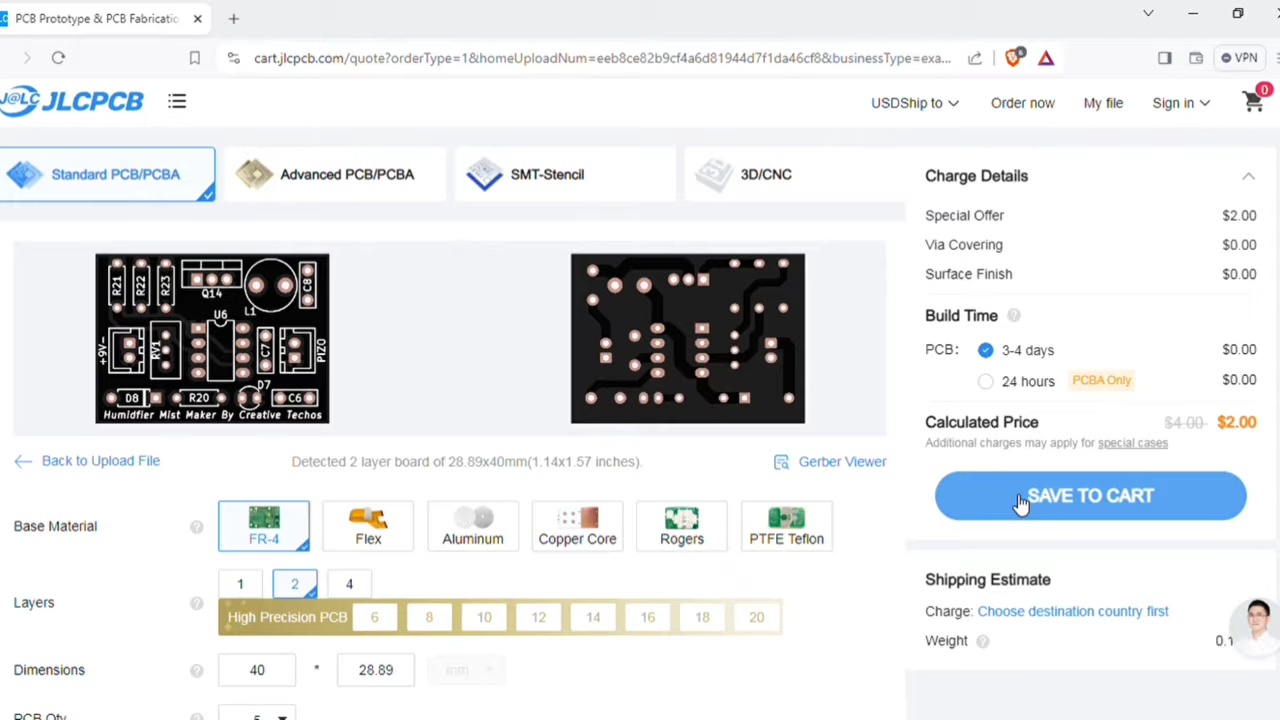 PCB Prototype & PCB Fabricatio
cart.jlcpcb.com/quote?orderType=1&homeUploadNum=eeb8ce82b9cf4a6d81944d7f1da46cf8&businessType=exa...
6
VPN
J@LC JLCPCB
USDShip to
Order now
My file
Sign in
0
Standard PCB/PCBA
Advanced PCB/PCBA
SMT-Stencil
3D/CNC
R21
R22
R23
Q14
L1
C8
U6
+9V-
RV1
C7
PIZO
D7
D8
R20
C6
Humidfier Mist Maker By Creative Techos
Back to Upload File
Detected 2 layer board of 28.89x40mm(1.14x1.57 inches).
Gerber Viewer
Base Material
FR-4
Flex
Aluminum
Copper Core
Rogers
PTFE Teflon
Layers
1
2
4
High Precision PCB
6
8
10
12
14
16
18
20
Dimensions
40 * 28.89 mm
PCB Qty
5
Charge Details
Special Offer $2.00
Via Covering $0.00
Surface Finish $0.00
Build Time
PCB: 3-4 days $0.00
24 hours PCBA Only $0.00
Calculated Price $4.00 $2.00
Additional charges may apply for special cases
SAVE TO CART
Shipping Estimate
Charge: Choose destination country first
Weight